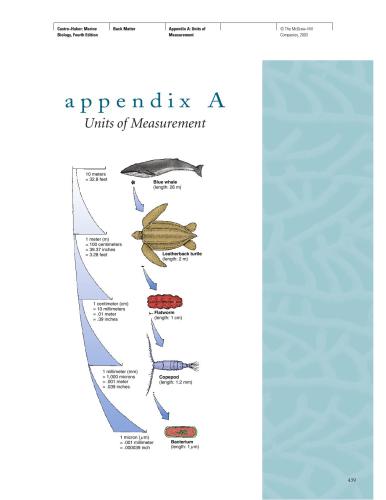 Castro−Huber: Marine
Biology, Fourth Edition
Back Matter
Appendix A: Units of
Measurement
© The McGraw−Hill
Companies, 2003
appendix A
Units of Measurement
10 meters
= 32.8 feet
Blue whale
(length: 26 m)
1 meter (m)
= 100 centimeters
= 39.37 inches
= 3.28 feet
Leatherback turtle
(length: 2 m)
1 centimeter (cm)
= 10 millimeters
= .01 meter
= .39 inches
Flatworm
(length: 1 cm)
1 millimeter (mm)
= 1,000 microns
= .001 meter
= .039 inches
Copepod
(length: 1.2 mm)
1 micron (µm)
= .001 millimeter
= .000039 inch
Bacterium
(length: 1 µm)
439